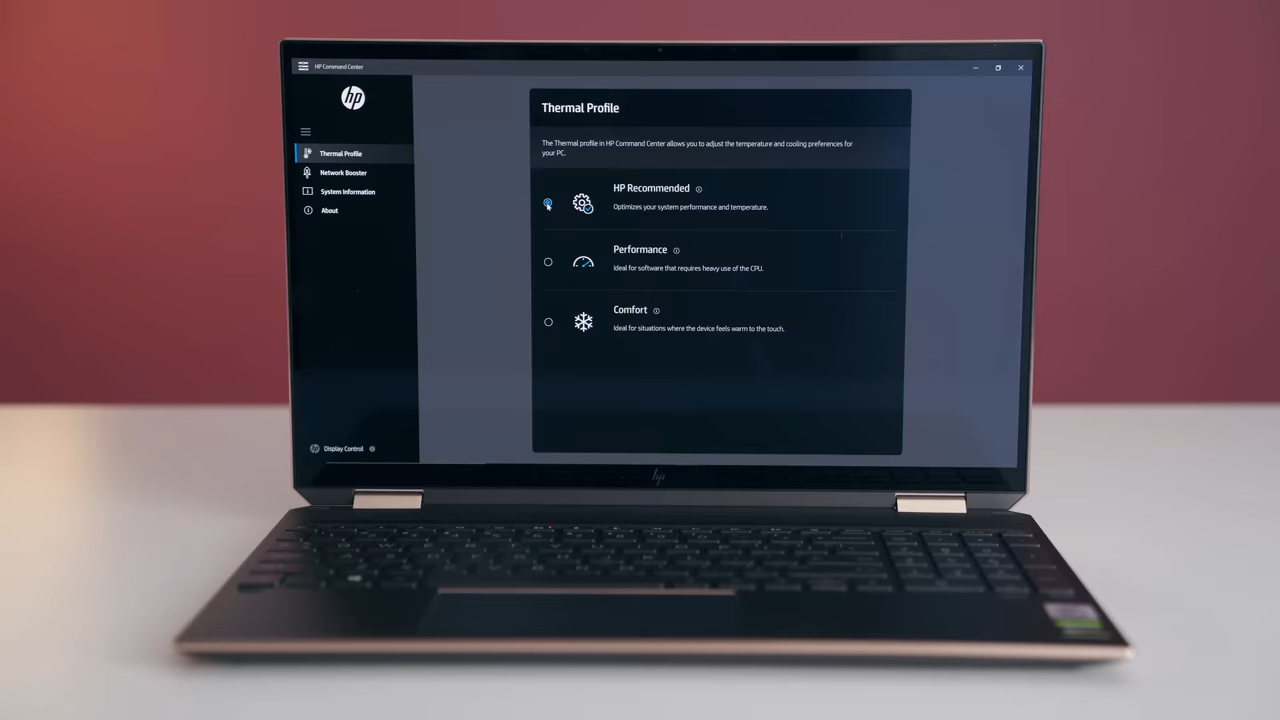 HP Command Center
hp
Thermal Profile
Network Booster
System Information
About
Display Control
Thermal Profile
The Thermal profile in HP Command Center allows you to adjust the temperature and cooling preferences for
your PC.
HP Recommended
Optimizes your system performance and temperature.
Performance
Ideal for software that requires heavy use of the CPU.
Comfort
Ideal for situations where the device feels warm to the touch.
hp